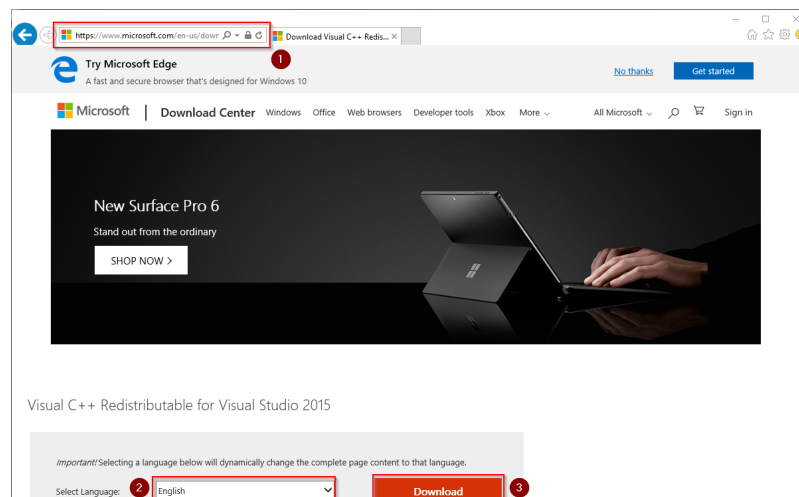 https://www.microsoft.com/en-us/dowr
Download Visual C++ Redis...
1
Try Microsoft Edge
A fast and secure browser that's designed for Windows 10
No thanks
Get started
Microsoft | Download Center Windows Office Web browsers Developer tools Xbox More All Microsoft Sign in
New Surface Pro 6
Stand out from the ordinary
SHOP NOW >
Visual C++ Redistributable for Visual Studio 2015
Important! Selecting a language below will dynamically change the complete page content to that language.
Select Language: 2 English Download 3